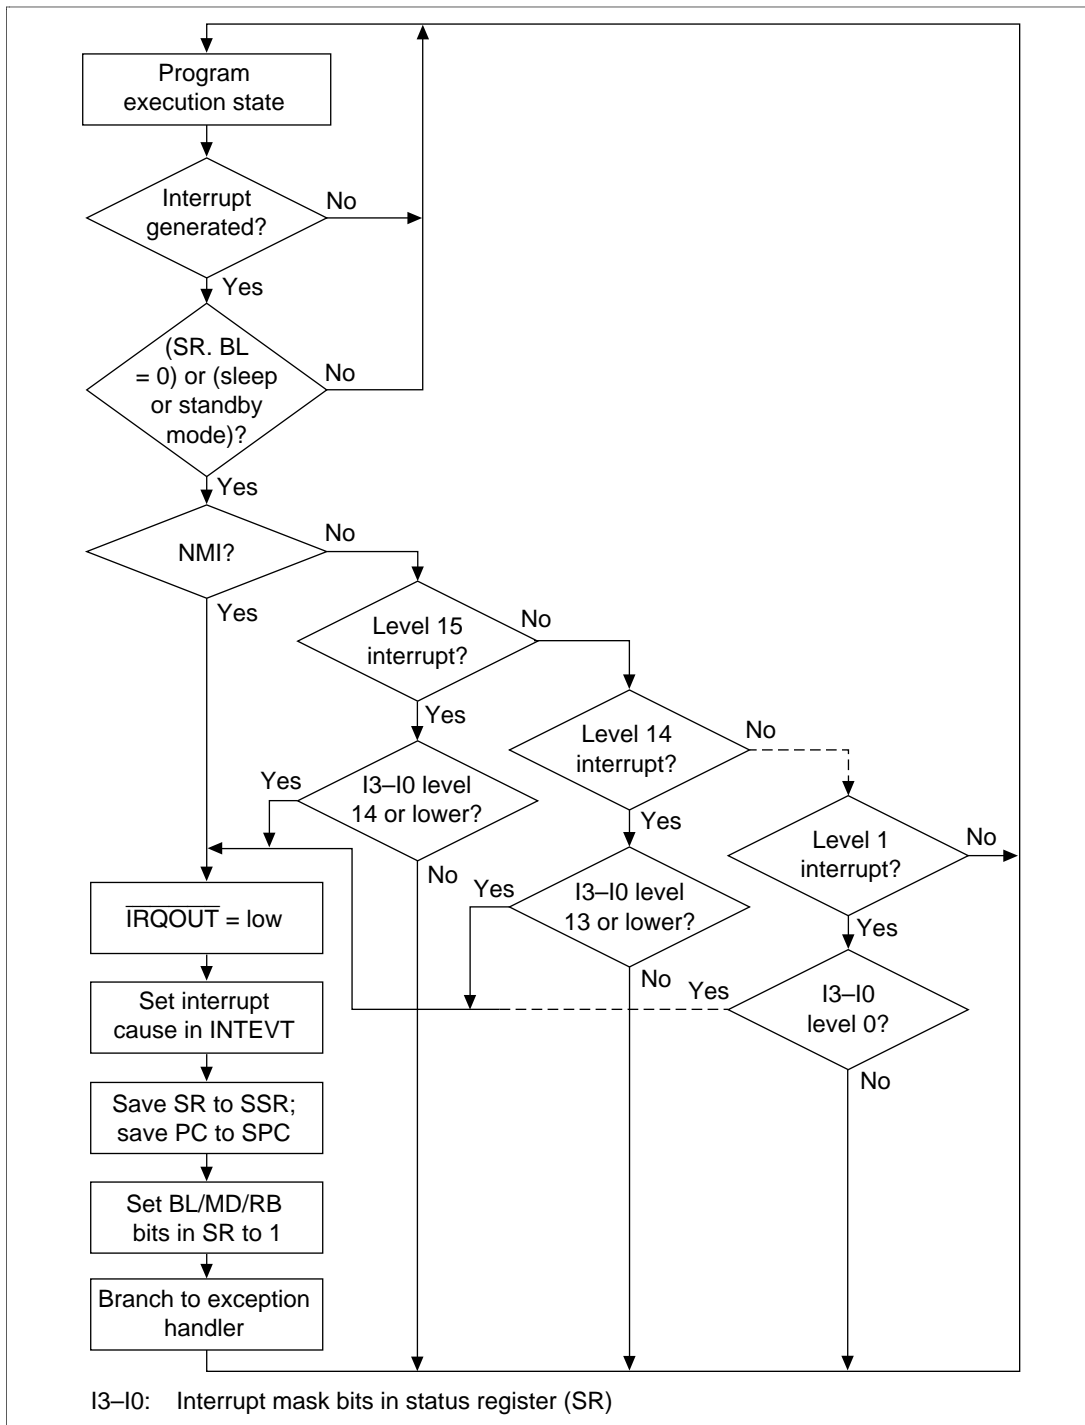 Program
execution state
Interrupt
generated?
No
Yes
(SR. BL
= 0) or (sleep
or standby
mode)?
No
Yes
NMI?
No
Yes
Level 15
interrupt?
No
Yes
Level 14
interrupt?
No
Yes
I3–I0 level
14 or lower?
Yes
No
Level 1
interrupt?
No
Yes
I3–I0 level
13 or lower?
Yes
No
I3–I0
level 0?
Yes
No
IRQOUT = low
Set interrupt
cause in INTEVT
Save SR to SSR;
save PC to SPC
Set BL/MD/RB
bits in SR to 1
Branch to exception
handler
I3–I0: Interrupt mask bits in status register (SR)